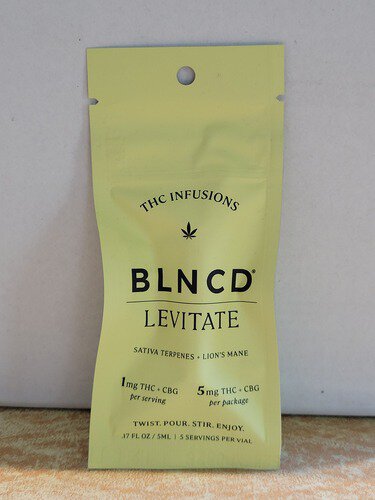 THC INFUSIONS
BLNCD®
LEVITATE
SATIVA TERPENES + LION'S MANE
1mg THC + CBG 5mg THC + CBG
per serving per package
TWIST. POUR. STIR. ENJOY.
.17 FL OZ / 5ML | 5 SERVINGS PER VIAL